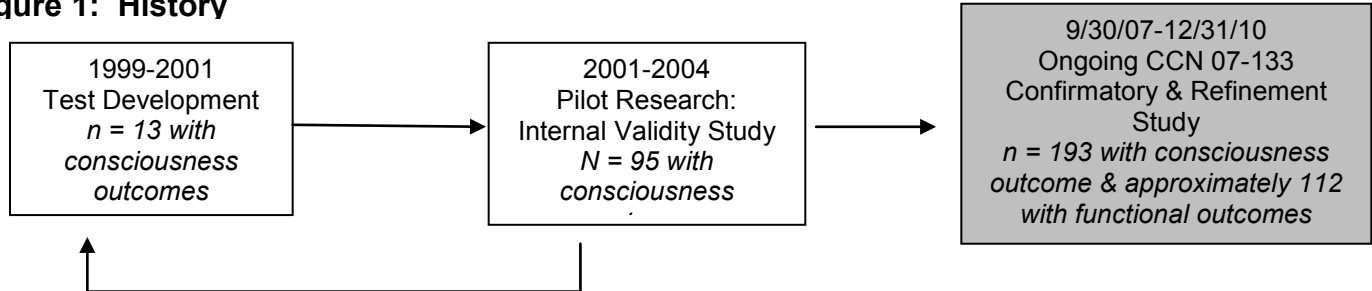 gure 1: History
1999-2001
Test Development
n = 13 with
consciousness
outcomes
2001-2004
Pilot Research:
Internal Validity Study
N = 95 with
consciousness
9/30/07-12/31/10
Ongoing CCN 07-133
Confirmatory & Refinement
Study
n = 193 with consciousness
outcome & approximately 112
with functional outcomes